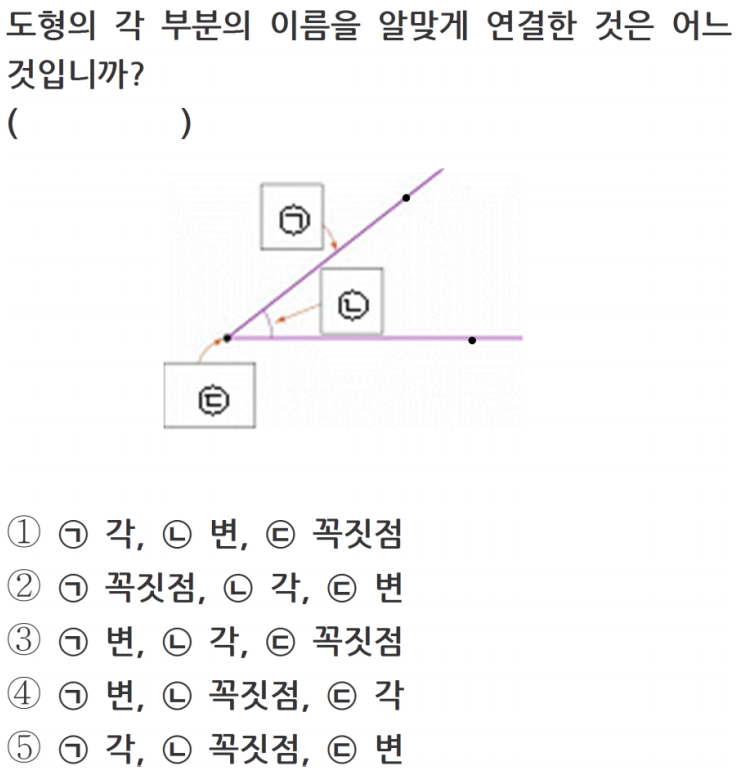 도형의 각 부분의 이름을 알맞게 연결한 것은 어느
것입니까?
(            )
㉠
㉡
㉢
① ㉠ 각, ㉡ 변, ㉢ 꼭짓점
② ㉠ 꼭짓점, ㉡ 각, ㉢ 변
③ ㉠ 변, ㉡ 각, ㉢ 꼭짓점
④ ㉠ 변, ㉡ 꼭짓점, ㉢ 각
⑤ ㉠ 각, ㉡ 꼭짓점, ㉢ 변